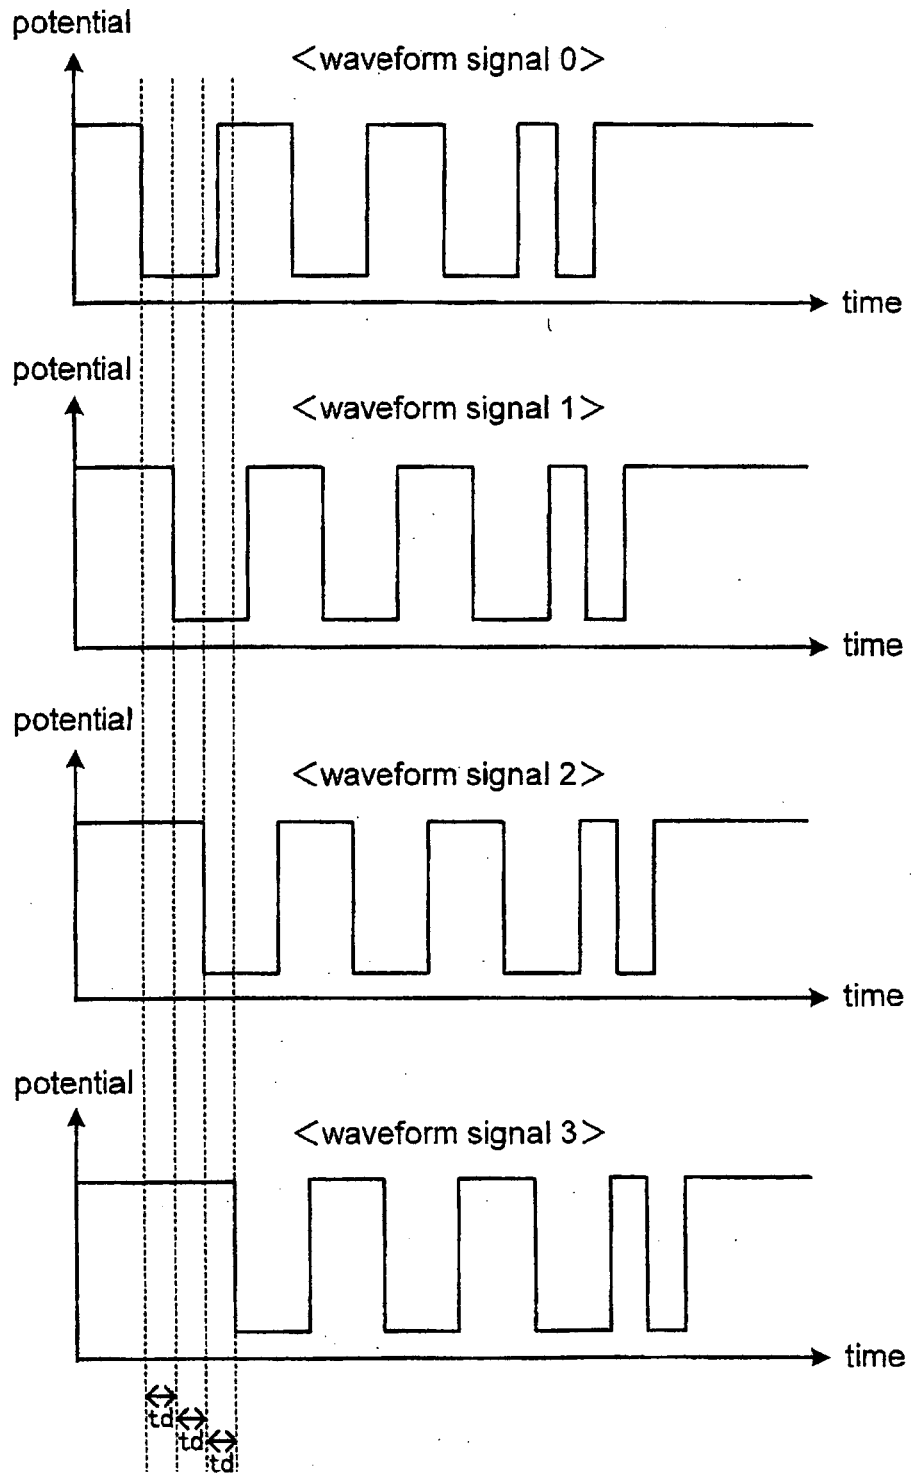 potential
<waveform signal 0>
time
potential
<waveform signal 1>
time
potential
<waveform signal 2>
time
potential
<waveform signal 3>
time
td
td
td